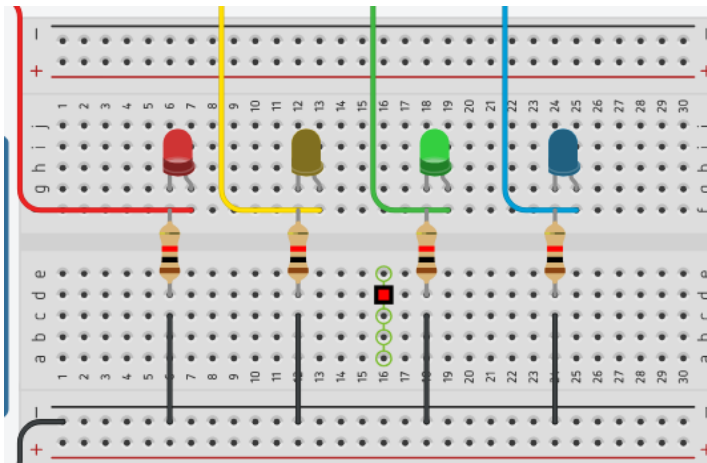 − −
+ +
1 2 3 4 5 6 7 8 9 10 11 12 13 14 15 16 17 18 19 20 21 22 23 24 25 26 27 28 29 30
j j
i i
h h
g g
f
e e
d d
c c
b b
a a
1 2 3 4 5 6 7 8 9 10 11 12 13 14 15 16 17 18 19 20 21 22 23 24 25 26 27 28 29 30
− −
+ +